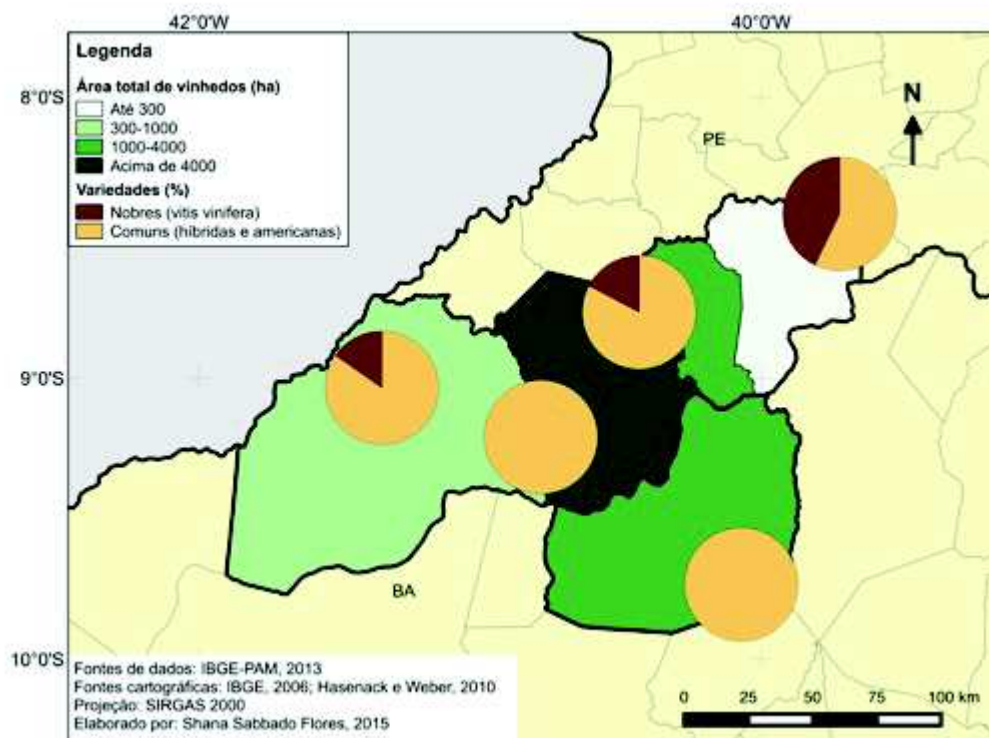 42°0'W
40°0'W
Legenda
Área total de vinhedos (ha)
Até 300
300-1000
1000-4000
Acima de 4000
Variedades (%)
Nobres (vitis vinifera)
Comuns (híbridas e americanas)
8°0'S
N
PE
9°0'S
BA
10°0'S
Fontes de dados: IBGE-PAM, 2013
Fontes cartográficas: IBGE, 2006; Hasenack e Weber, 2010
Projeção: SIRGAS 2000
Elaborado por: Shana Sabbado Flores, 2015
0 25 50 75 100 km